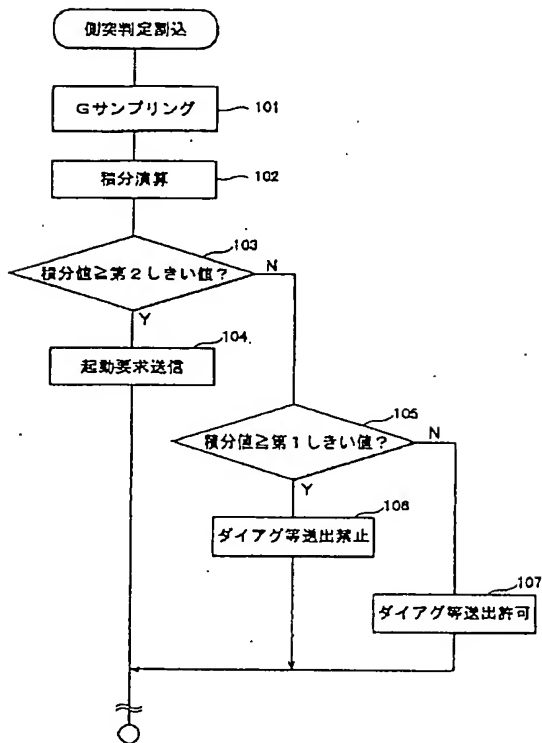 側突判定割込
Gサンプリング
101
積分演算
102
103
積分値≧第2しきい値?
N
Y
104
起動要求送信
105
積分値≧第1しきい値?
N
Y
106
ダイアグ等送出禁止
107
ダイアグ等送出許可